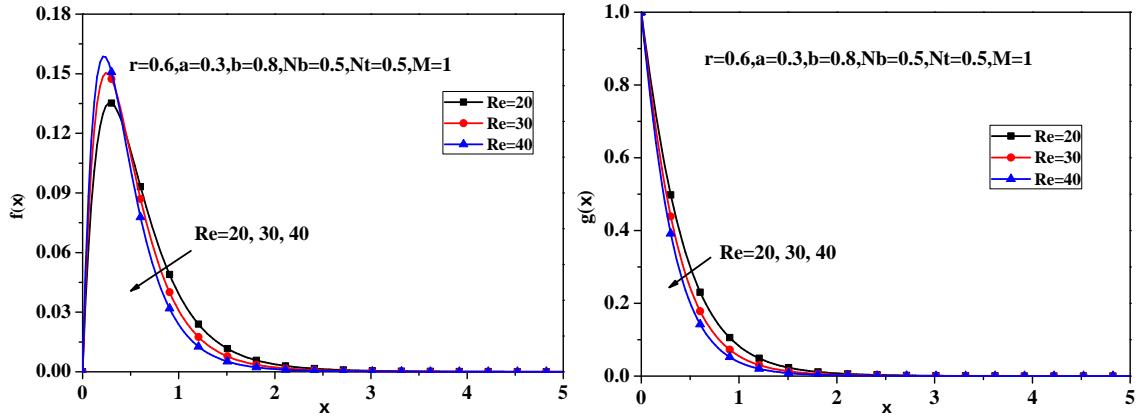 0.18
0.15
0.12
0.09
0.06
0.03
0.00
f(x)
r=0.6,a=0.3,b=0.8,Nb=0.5,Nt=0.5,M=1
Re=20
Re=30
Re=40
Re=20, 30, 40
0 1 2 3 4 5
x
1.0
0.8
0.6
0.4
0.2
0.0
g(x)
r=0.6,a=0.3,b=0.8,Nb=0.5,Nt=0.5,M=1
Re=20
Re=30
Re=40
Re=20, 30, 40
0 1 2 3 4 5
x